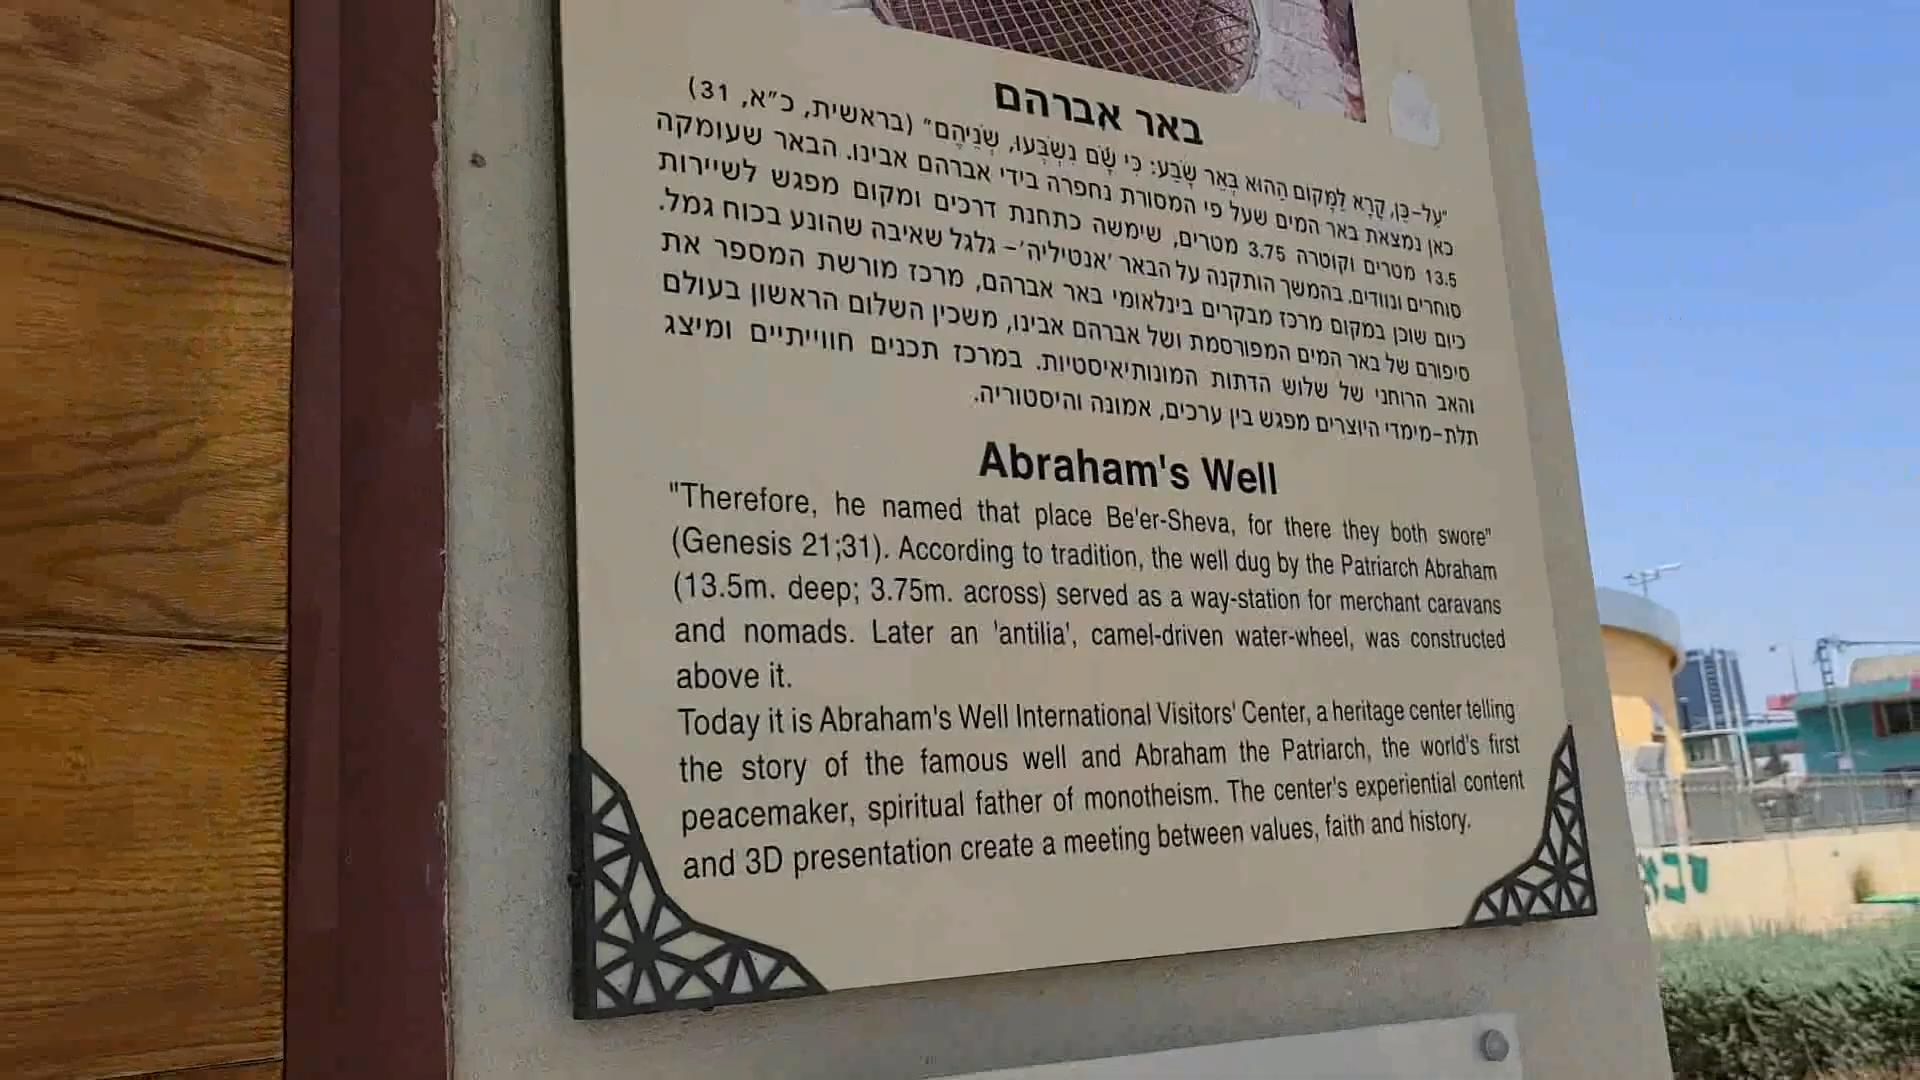 באר אברהם
"עַל-כֵּן, קָרָא לַמָּקוֹם הַהוּא בְּאֵר שָׁבַע: כִּי שָׁם נִשְׁבְּעוּ, שְׁנֵיהֶם" (בראשית, כ"א, 31)
כאן נמצאת באר המים שעל פי המסורת נחפרה בידי אברהם אבינו. הבאר שעומקה
13.5 מטרים וקוטרה 3.75 מטרים, שימשה כתחנת דרכים ומקום מפגש לשיירות
סוחרים ונוודים. בהמשך הותקנה על הבאר 'אנטיליה'- גלגל שאיבה שהונע בכוח גמל.
כיום שוכן במקום מרכז מבקרים בינלאומי באר אברהם, מרכז מורשת המספר את
סיפורם של באר המים המפורסמת ושל אברהם אבינו, משכין השלום הראשון בעולם
והאב הרוחני של שלוש הדתות המונותיאיסטיות. במרכז תכנים חווייתיים ומיצג
תלת-מימדי היוצרים מפגש בין ערכים, אמונה והיסטוריה.
Abraham's Well
"Therefore, he named that place Be'er-Sheva, for there they both swore"
(Genesis 21;31). According to tradition, the well dug by the Patriarch Abraham
(13.5m. deep; 3.75m. across) served as a way-station for merchant caravans
and nomads. Later an 'antilia', camel-driven water-wheel, was constructed
above it.
Today it is Abraham's Well International Visitors' Center, a heritage center telling
the story of the famous well and Abraham the Patriarch, the world's first
peacemaker, spiritual father of monotheism. The center's experiential content
and 3D presentation create a meeting between values, faith and history.